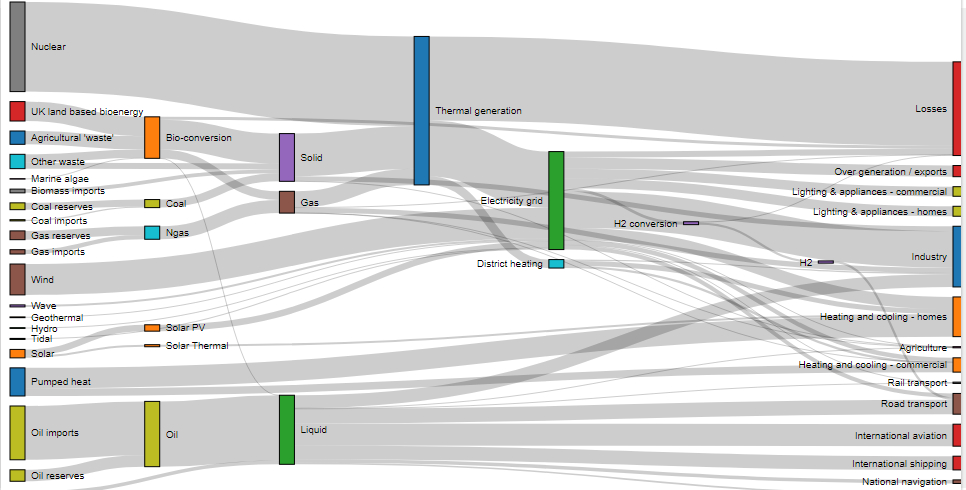 Nuclear
UK land based bioenergy
Agricultural 'waste'
Other waste
Marine algae
Biomass imports
Coal reserves
Coal imports
Gas reserves
Gas imports
Wind
Wave
Geothermal
Hydro
Tidal
Solar
Pumped heat
Oil imports
Oil reserves
Bio-conversion
Coal
Ngas
Solar PV
Solar Thermal
Oil
Solid
Gas
Liquid
Thermal generation
Electricity grid
District heating
H2 conversion
H2
Losses
Over generation / exports
Lighting & appliances - commercial
Lighting & appliances - homes
Industry
Heating and cooling - homes
Agriculture
Heating and cooling - commercial
Rail transport
Road transport
International aviation
International shipping
National navigation